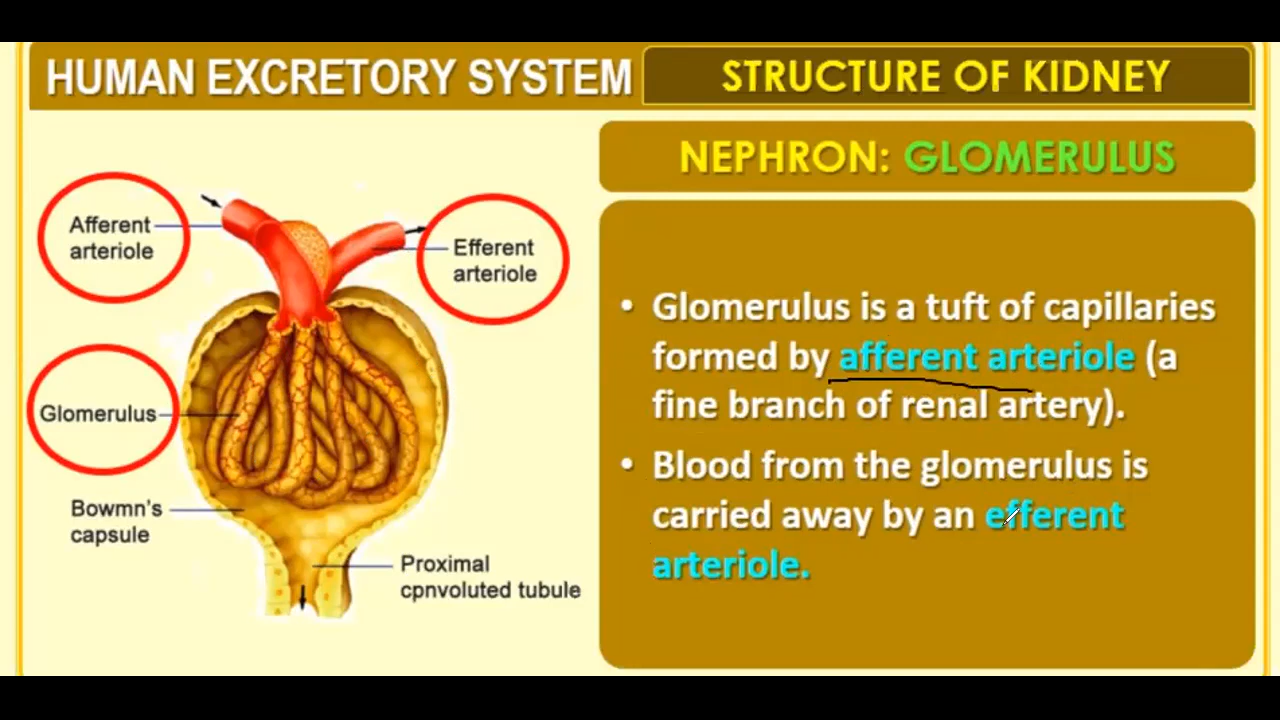 HUMAN EXCRETORY SYSTEM
STRUCTURE OF KIDNEY
NEPHRON: GLOMERULUS
Afferent
arteriole
Efferent
arteriole
Glomerulus
Bowmn's
capsule
Proximal
cpnvoluted tubule
• Glomerulus is a tuft of capillaries
formed by afferent arteriole (a
fine branch of renal artery).
• Blood from the glomerulus is
carried away by an efferent
arteriole.